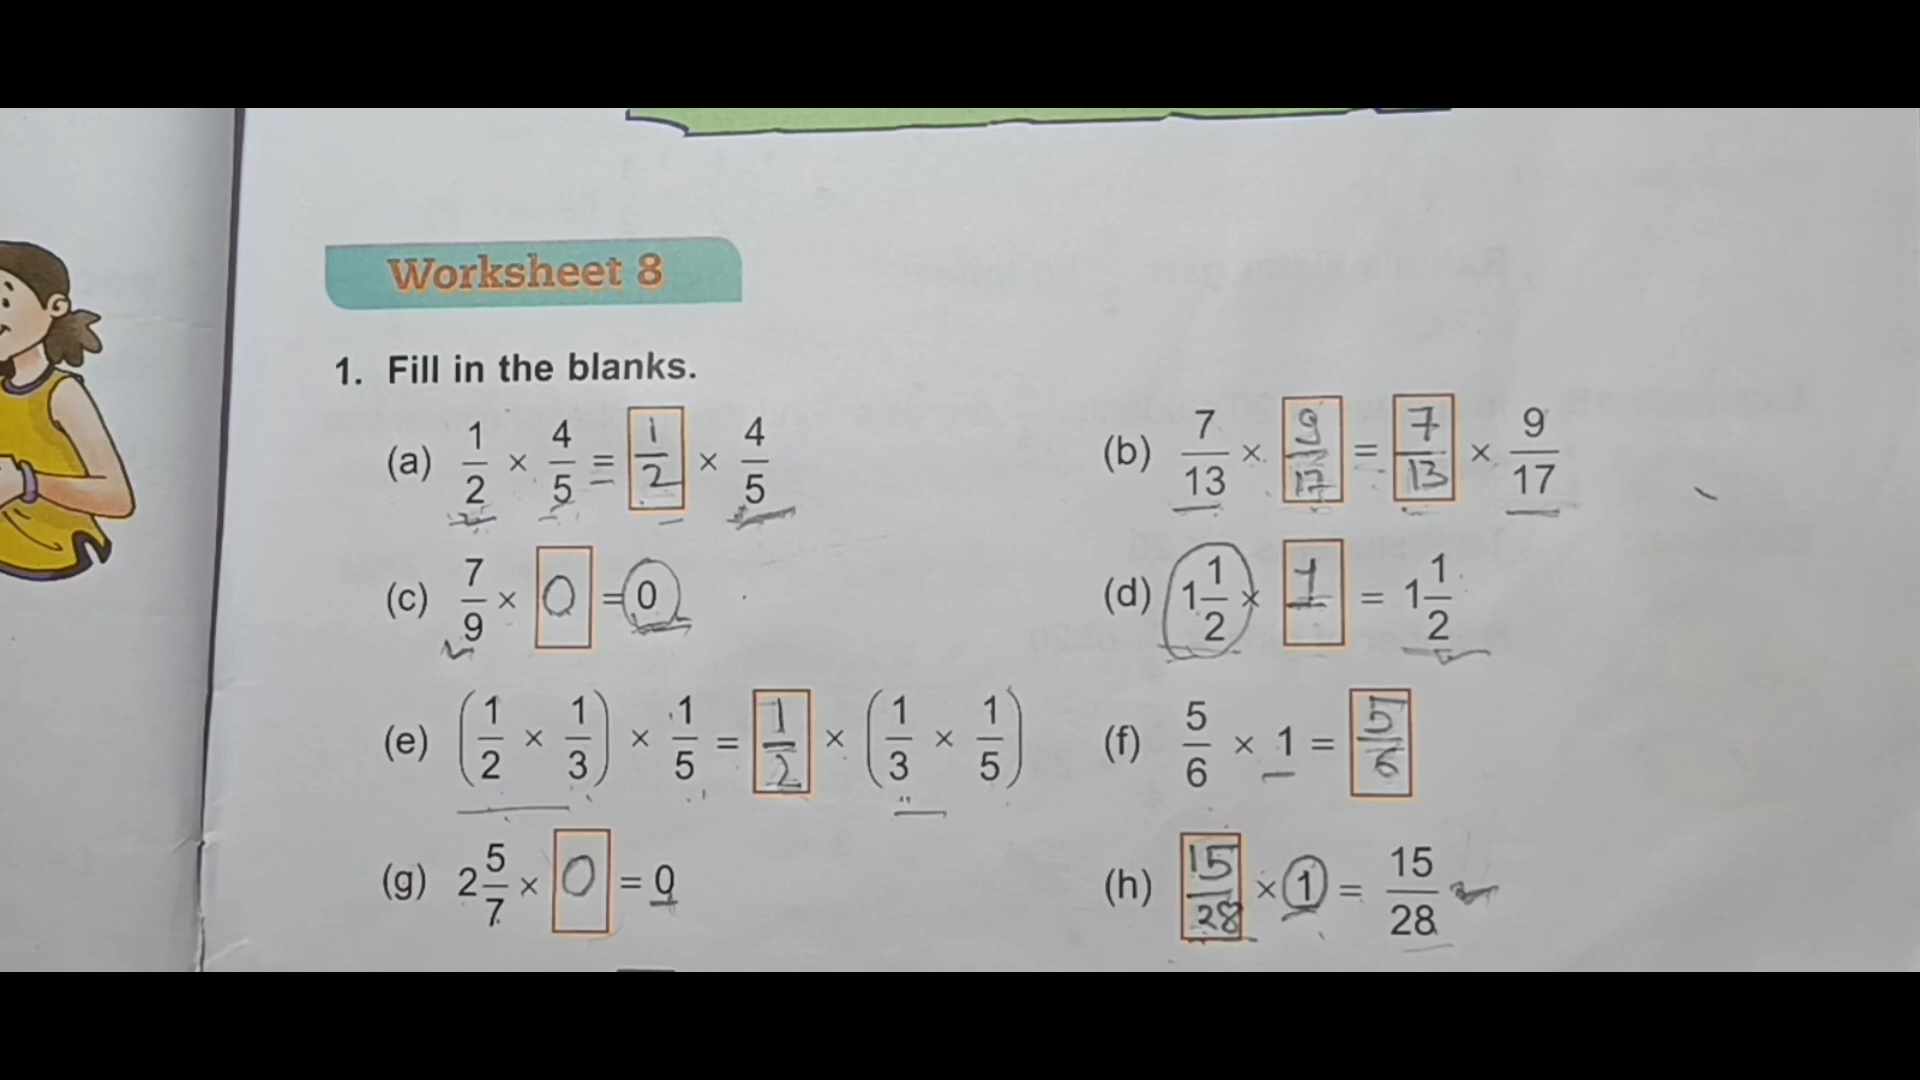 Worksheet 8
1. Fill in the blanks.
(a) 1/2 × 4/5 = 1/2 × 4/5
(b) 7/13 × 9/17 = 7/13 × 9/17
(c) 7/9 × 0 = 0
(d) 1 1/2 × 1 = 1 1/2
(e) (1/2 × 1/3) × 1/5 = 1/2 × (1/3 × 1/5)
(f) 5/6 × 1 = 5/6
(g) 2 5/7 × 0 = 0
(h) 15/28 × 1 = 15/28